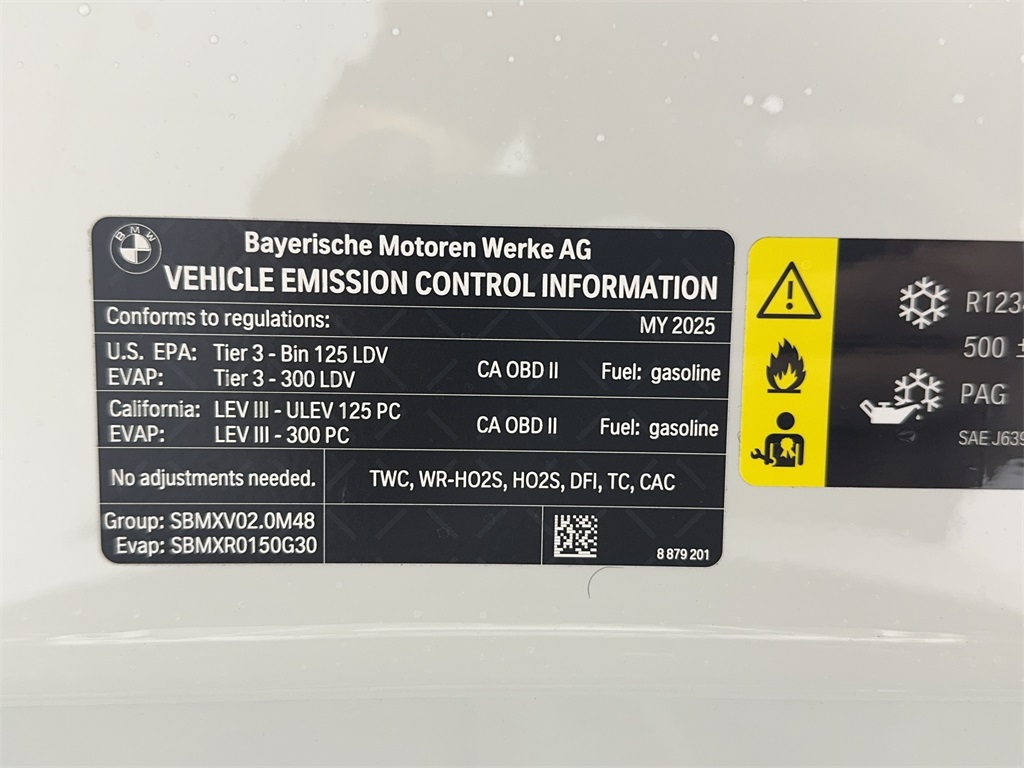 BMW
Bayerische Motoren Werke AG
VEHICLE EMISSION CONTROL INFORMATION
Conforms to regulations: MY 2025
U.S. EPA: Tier 3 - Bin 125 LDV
EVAP: Tier 3 - 300 LDV
CA OBD II Fuel: gasoline
California: LEV III - ULEV 125 PC
EVAP: LEV III - 300 PC
CA OBD II Fuel: gasoline
No adjustments needed. TWC, WR-HO2S, HO2S, DFI, TC, CAC
Group: SBMXV02.0M48
Evap: SBMXR0150G30
8 879 201
R123
500 ±
PAG
SAE J639